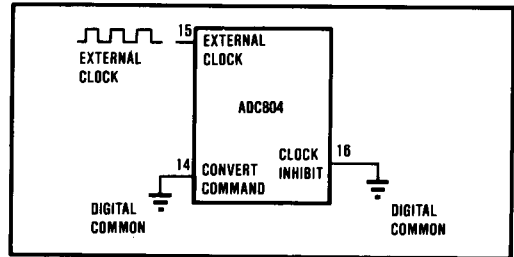 15
EXTERNAL
CLOCK
EXTERNAL
CLOCK
ADC804
14
CONVERT
COMMAND
CLOCK
INHIBIT
16
DIGITAL
COMMON
DIGITAL
COMMON